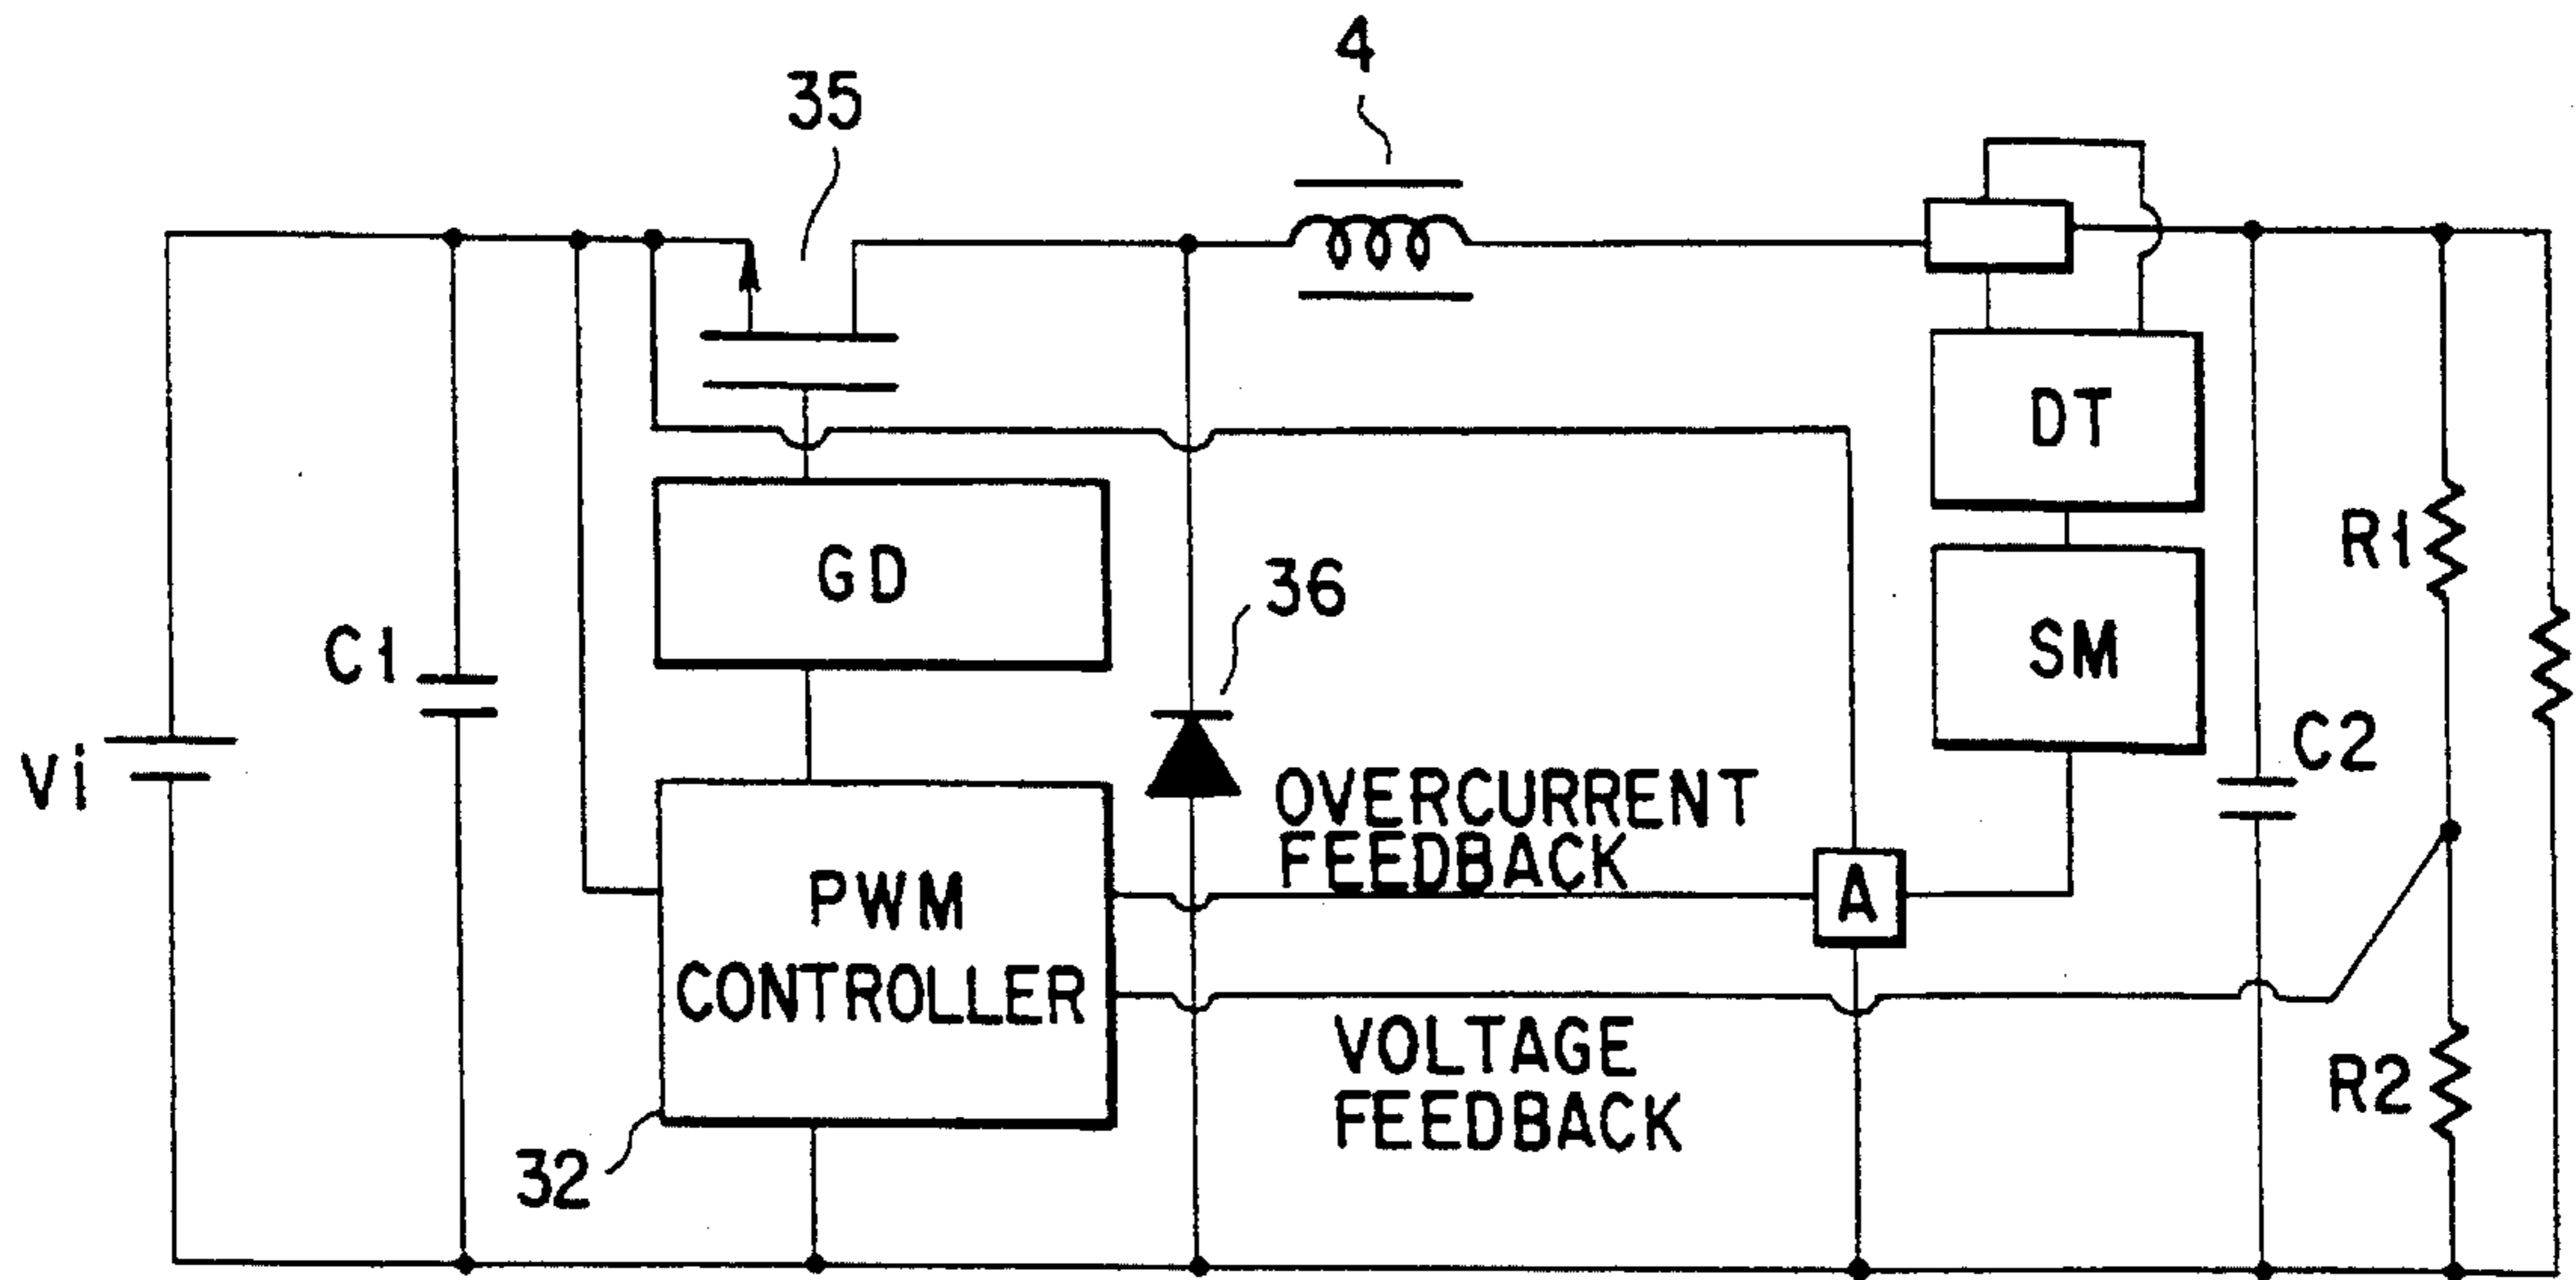 4
35
DT
R1
GD
36
SM
C1
C2
Vi
OVERCURRENT
FEEDBACK
A
PWM
CONTROLLER
VOLTAGE
FEEDBACK
R2
32